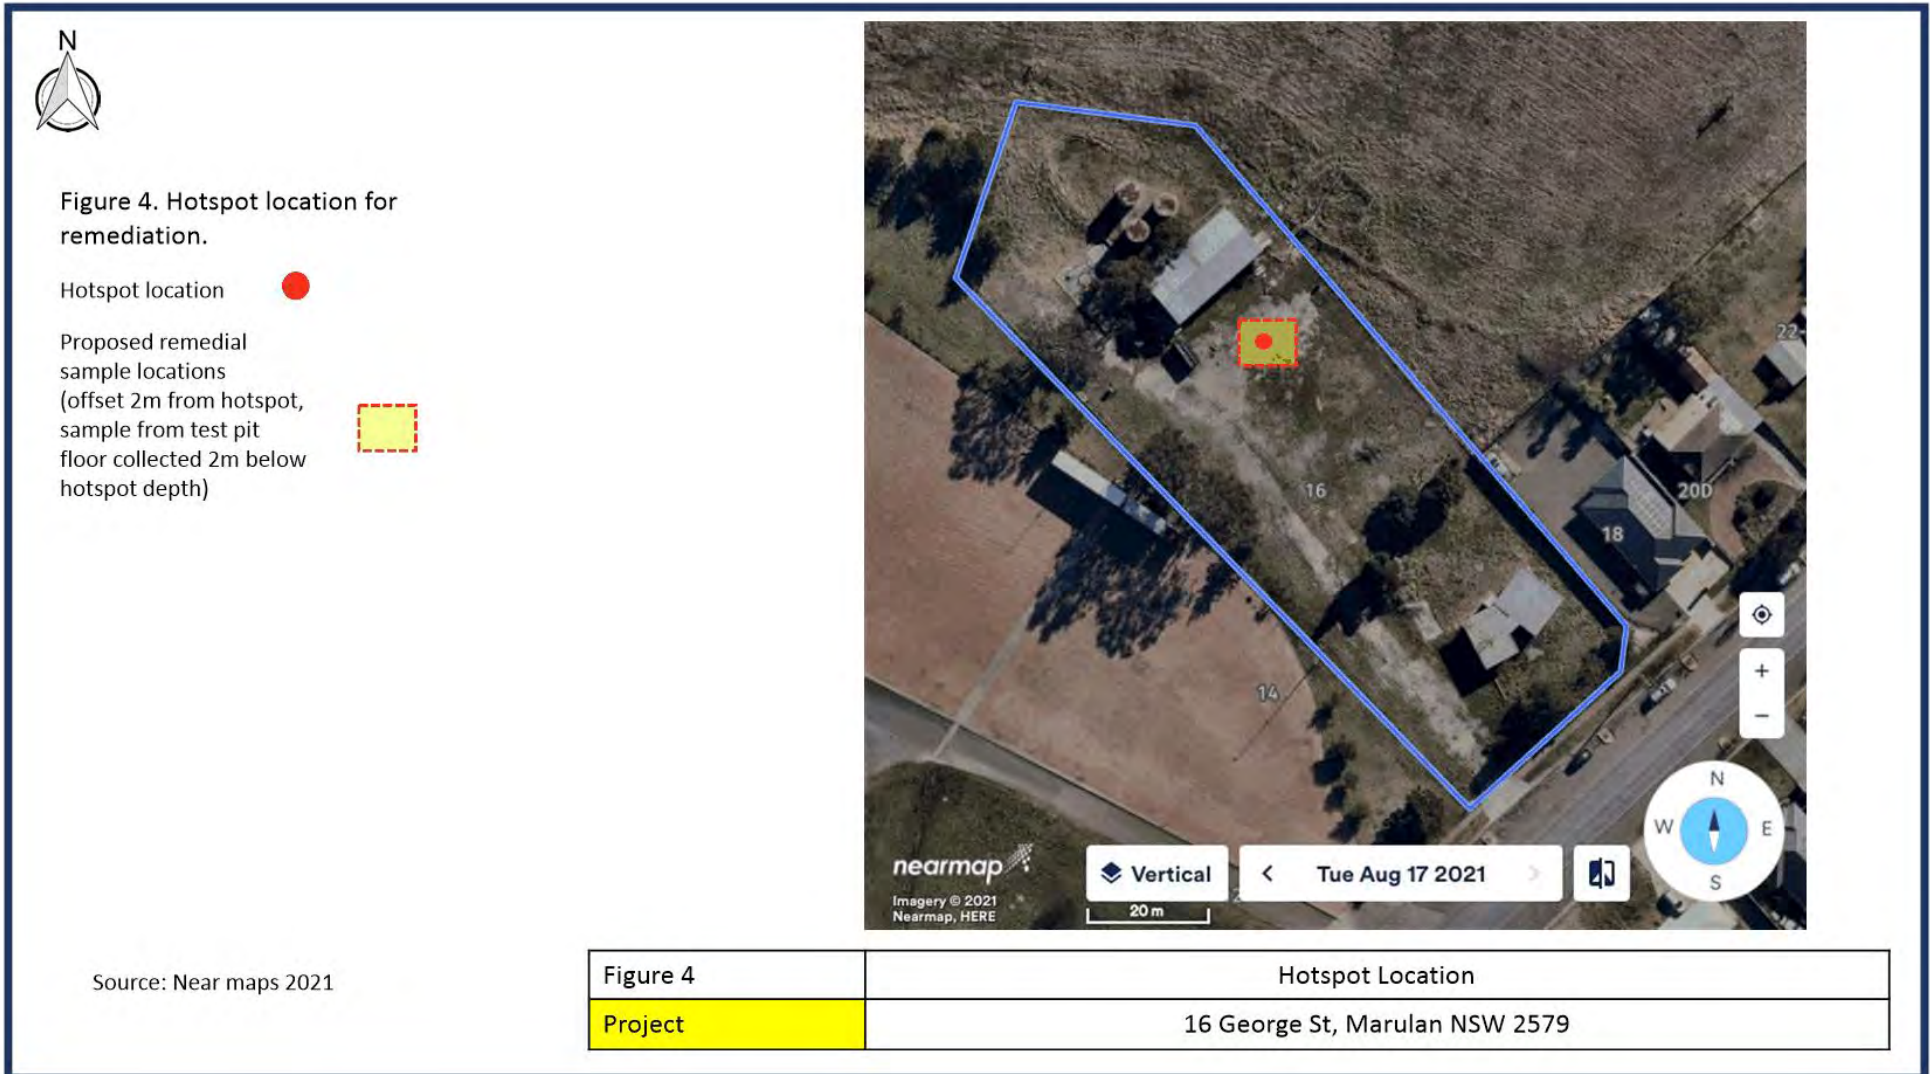 N
Figure 4. Hotspot location for
remediation.
Hotspot location
Proposed remedial
sample locations
(offset 2m from hotspot,
sample from test pit
floor collected 2m below
hotspot depth)
22
16
20D
18
14
+
−
N
W
E
S
nearmap
Imagery © 2021
Nearmap, HERE
Vertical
Tue Aug 17 2021
20 m
Source: Near maps 2021
Figure 4
Hotspot Location
Project
16 George St, Marulan NSW 2579